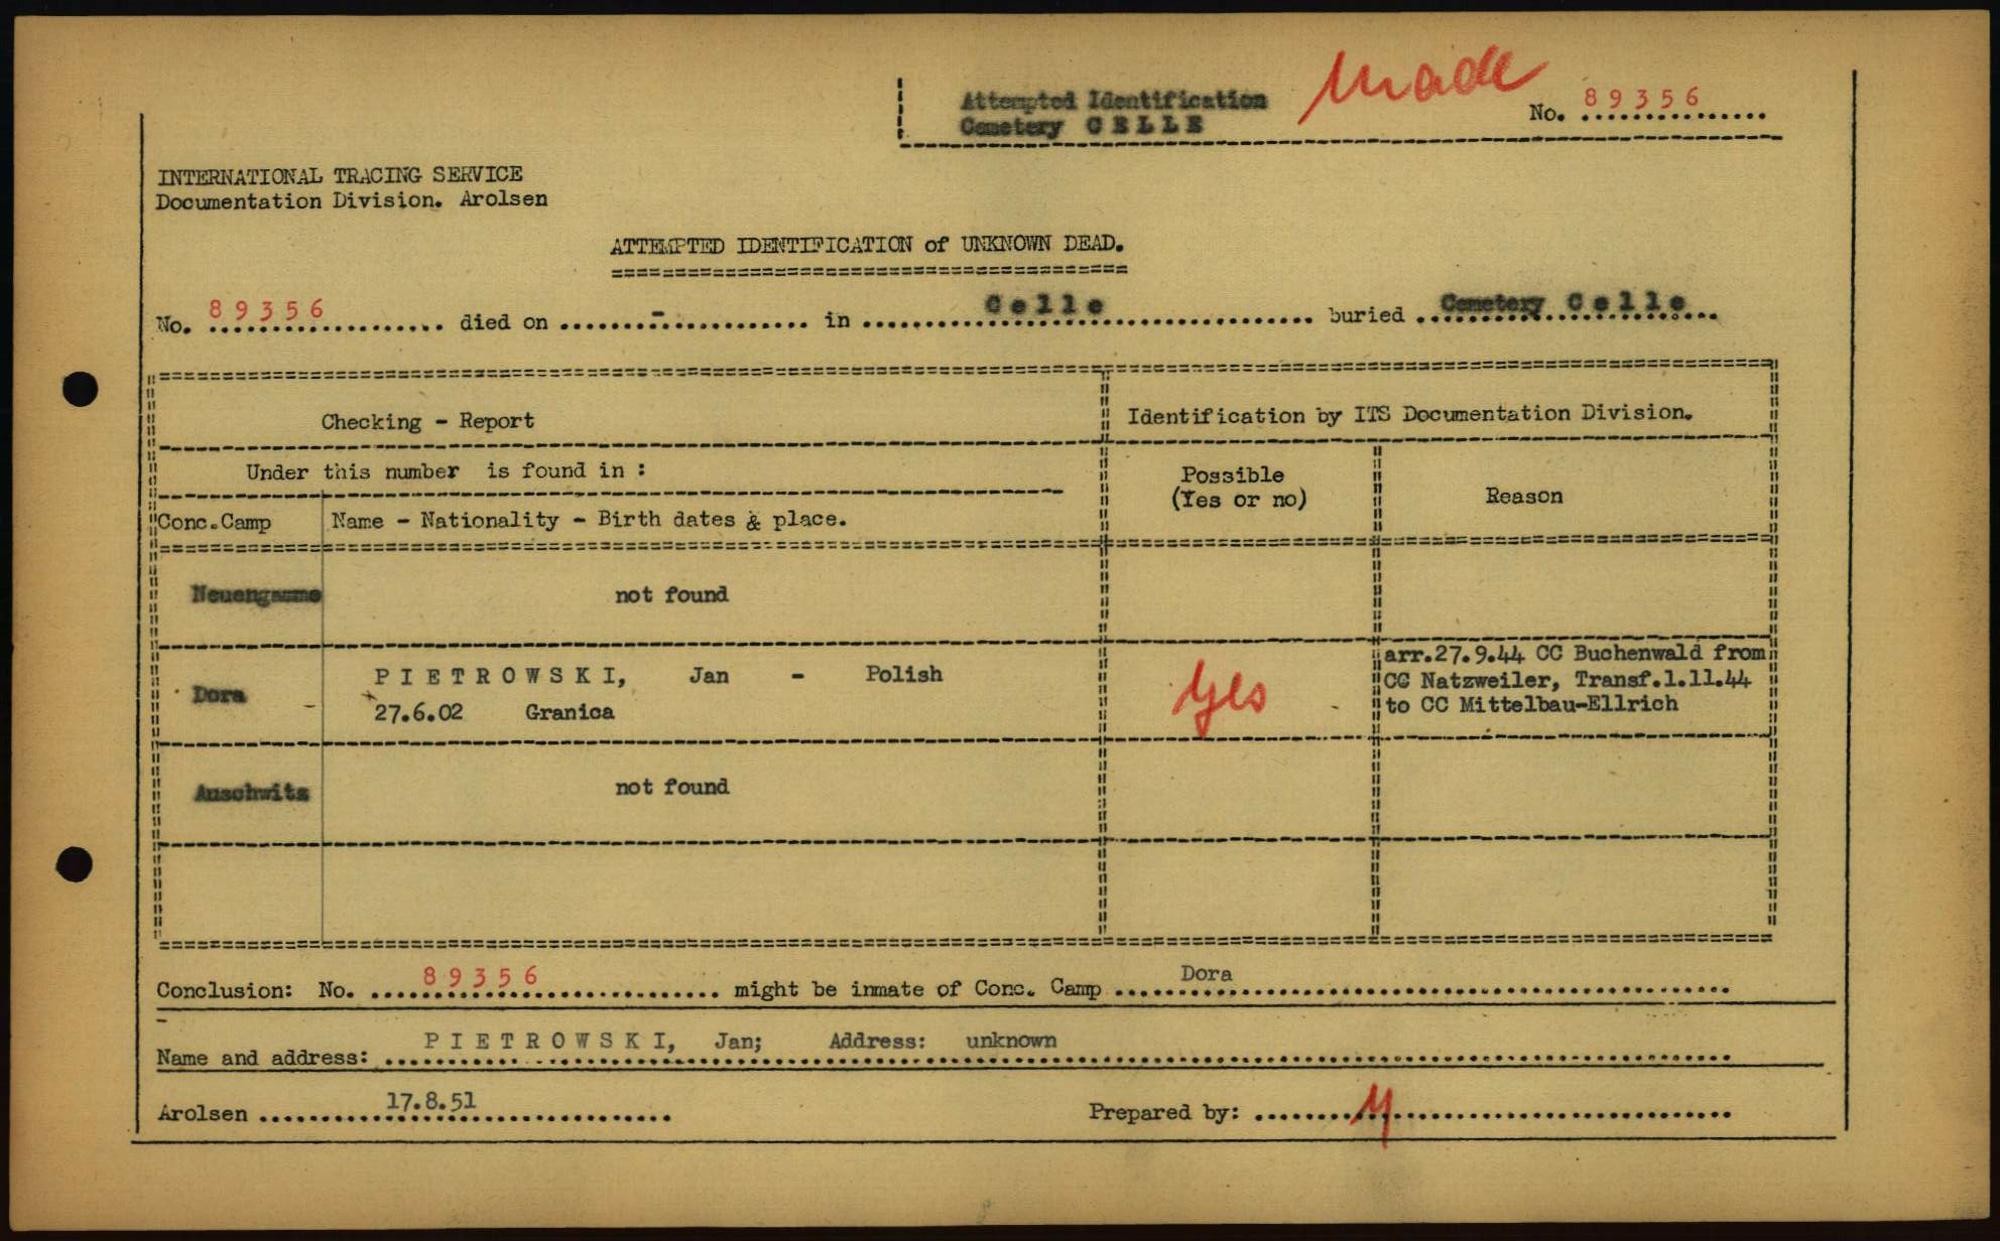 Attempted Identification
Cemetery CELLE
Made
No. 89356
INTERNATIONAL TRACING SERVICE
Documentation Division. Arolsen
ATTEMPTED IDENTIFICATION of UNKNOWN DEAD.
No. 89356 died on - in Celle buried Cemetery Celle
Checking - Report
Identification by ITS Documentation Division.
Under this number is found in :
Possible
(Yes or no)
Reason
Conc.Camp
Name - Nationality - Birth dates & place.
Neuengamme not found
Dora
PIETROWSKI, Jan - Polish
27.6.02 Granica
Yes
arr.27.9.44 CC Buchenwald from
CC Natzweiler, Transf.1.11.44
to CC Mittelbau-Ellrich
Auschwitz not found
Conclusion: No. 89356 might be inmate of Conc. Camp Dora
Name and address: PIETROWSKI, Jan; Address: unknown
Arolsen 17.8.51
Prepared by: